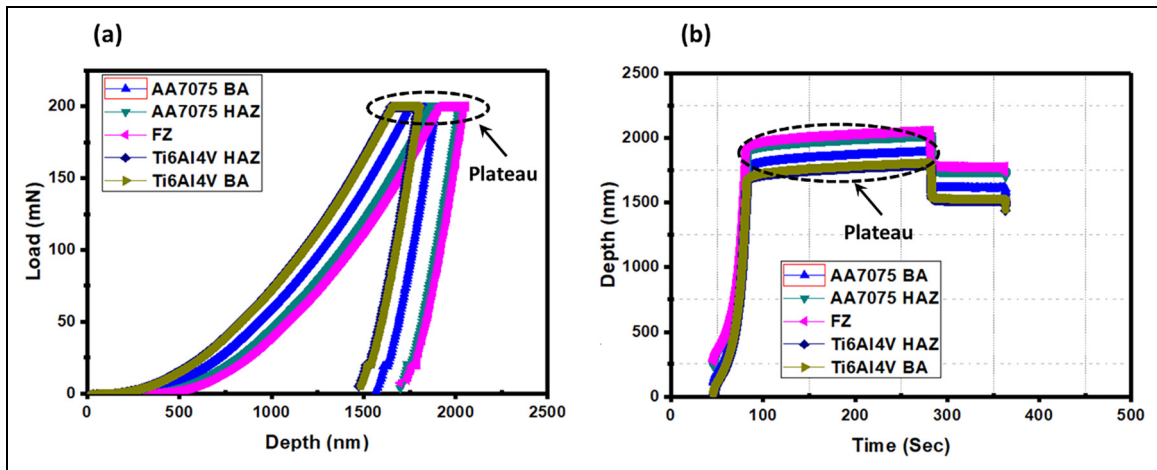 (a)
AA7075 BA
AA7075 HAZ
FZ
Ti6Al4V HAZ
Ti6Al4V BA
Plateau
Load (mN)
200
150
100
50
0
0 500 1000 1500 2000 2500
Depth (nm)
(b)
Depth (nm)
2500
2000
1500
1000
500
0
Plateau
AA7075 BA
AA7075 HAZ
FZ
Ti6Al4V HAZ
Ti6Al4V BA
0 100 200 300 400 500
Time (Sec)